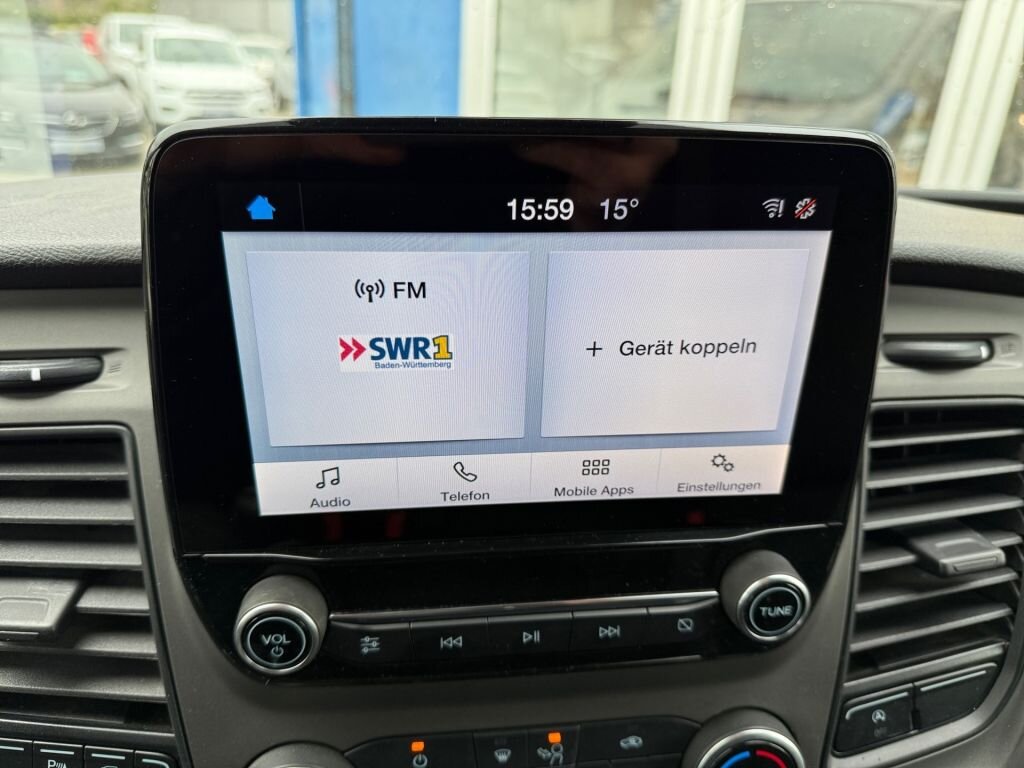 15:59 15°
FM
SWR1
Baden-Württemberg
+ Gerät koppeln
Audio
Telefon
Mobile Apps
Einstellungen
VOL
TUNE
P